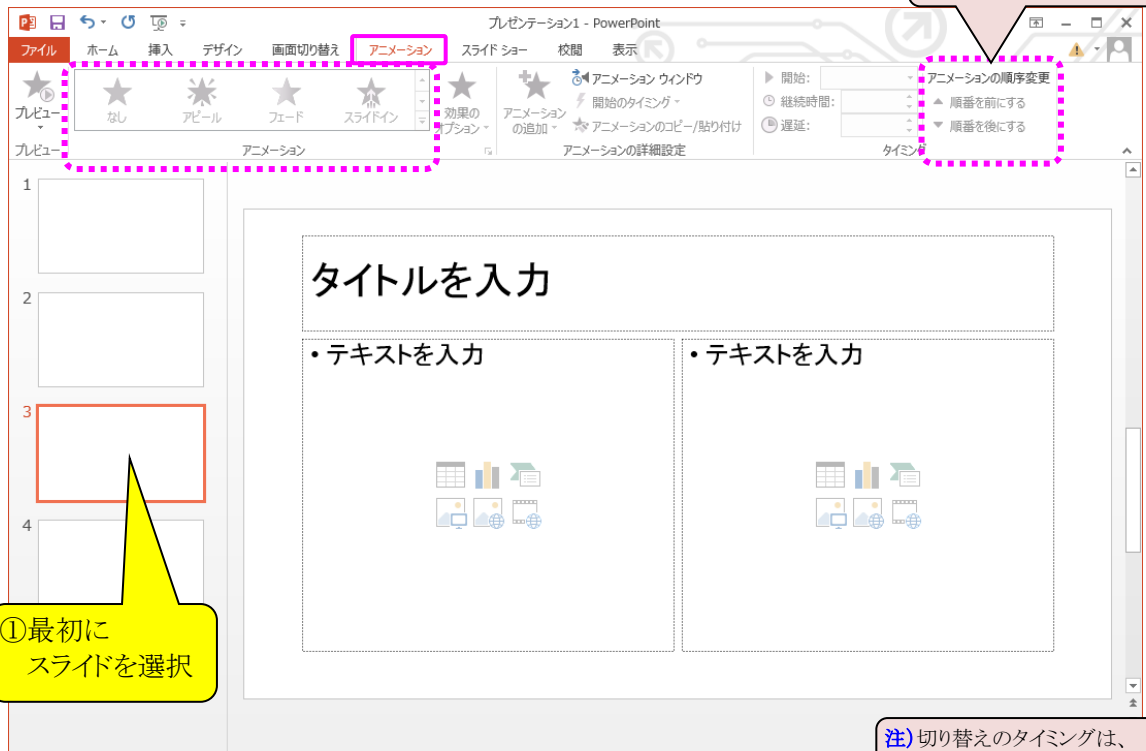 プレゼンテーション1 - PowerPoint
ファイル ホーム 挿入 デザイン 画面切り替え アニメーション スライド ショー 校閲 表示
プレビュー
なし アピール フェード スライドイン
効果の
オプション
アニメーション
の追加
アニメーション ウィンドウ
開始のタイミング
アニメーションのコピー/貼り付け
開始:
継続時間:
遅延:
アニメーションの順序変更
順番を前にする
順番を後にする
プレビュー アニメーション アニメーションの詳細設定 タイミング
1
2
3
4
タイトルを入力
• テキストを入力
• テキストを入力
①最初に
スライドを選択
注)切り替えのタイミングは、